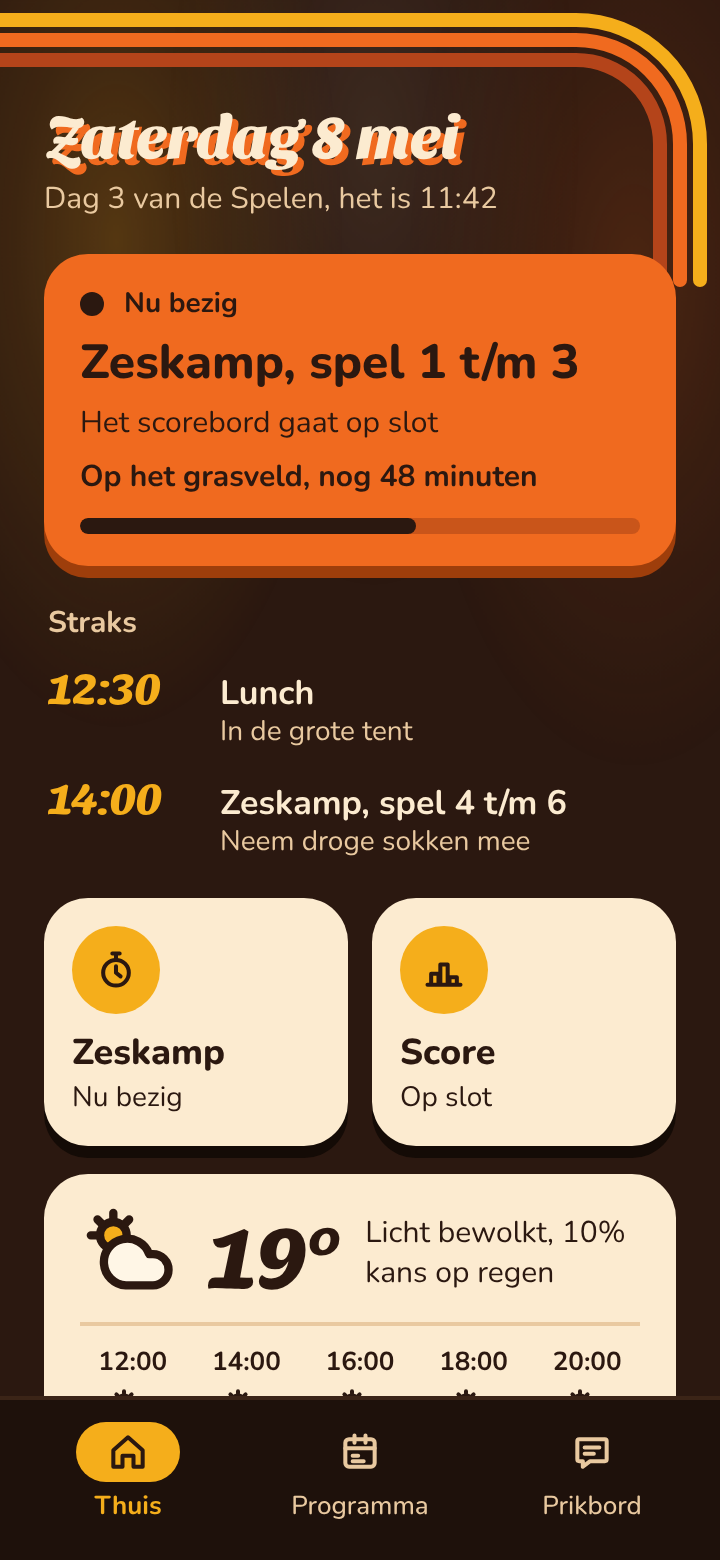 Zaterdag 8 mei
Dag 3 van de Spelen, het is 11:42
Nu bezig
Zeskamp, spel 1 t/m 3
Het scorebord gaat op slot
Op het grasveld, nog 48 minuten
Straks
12:30
Lunch
In de grote tent
14:00
Zeskamp, spel 4 t/m 6
Neem droge sokken mee
Zeskamp
Nu bezig
Score
Op slot
19°
Licht bewolkt, 10%
kans op regen
12:00 14:00 16:00 18:00 20:00
Thuis Programma Prikbord